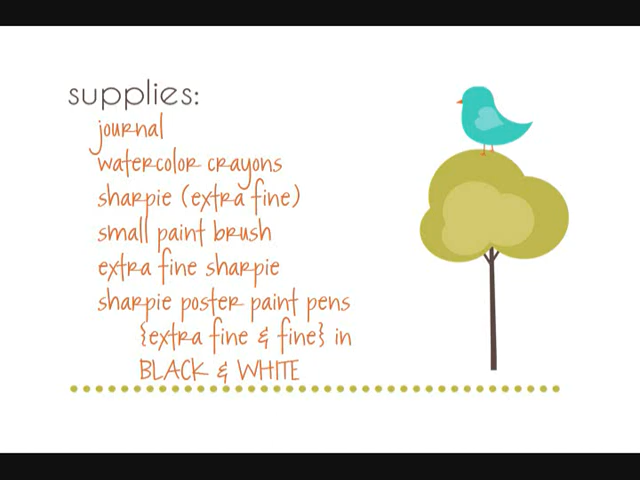 supplies:
journal
watercolor crayons
sharpie (extra fine)
small paint brush
extra fine sharpie
sharpie poster paint pens
{extra fine & fine} in
BLACK & WHITE